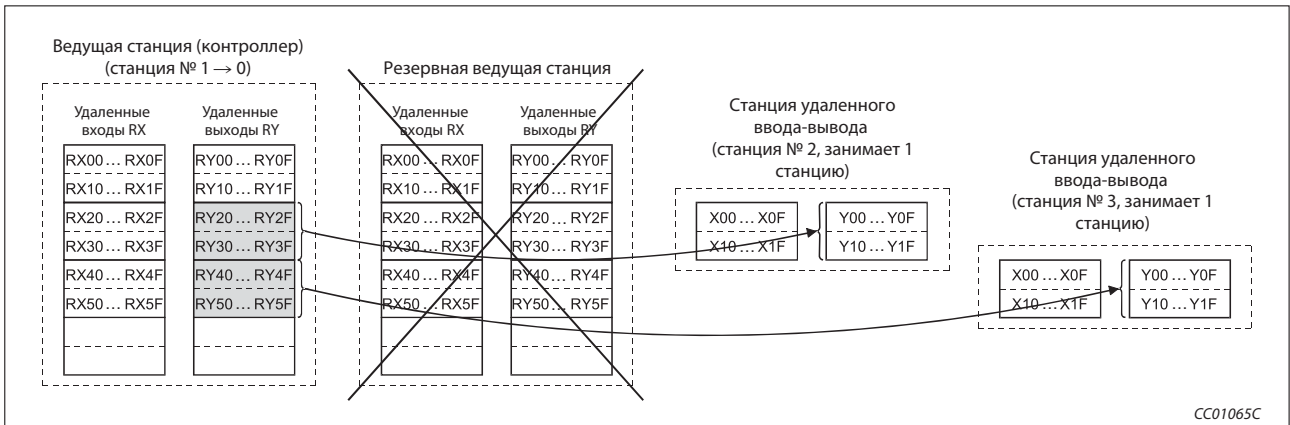 Ведущая станция (контроллер)
(станция № 1 → 0)
Удаленные
входы RX
Удаленные
выходы RY
RX00 ... RX0F
RY00 ... RY0F
RX10 ... RX1F
RY10 ... RY1F
RX20 ... RX2F
RY20 ... RY2F
RX30 ... RX3F
RY30 ... RY3F
RX40 ... RX4F
RY40 ... RY4F
RX50 ... RX5F
RY50 ... RY5F
Резервная ведущая станция
Удаленные
входы RX
Удаленные
выходы RY
RX00 ... RX0F
RY00 ... RY0F
RX10 ... RX1F
RY10 ... RY1F
RX20 ... RX2F
RY20 ... RY2F
RX30 ... RX3F
RY30 ... RY3F
RX40 ... RX4F
RY40 ... RY4F
RX50 ... RX5F
RY50 ... RY5F
Станция удаленного
ввода-вывода
(станция № 2, занимает 1
станцию)
X00 ... X0F
Y00 ... Y0F
X10 ... X1F
Y10 ... Y1F
Станция удаленного
ввода-вывода
(станция № 3, занимает 1
станцию)
X00 ... X0F
Y00 ... Y0F
X10 ... X1F
Y10 ... Y1F
CC01065C